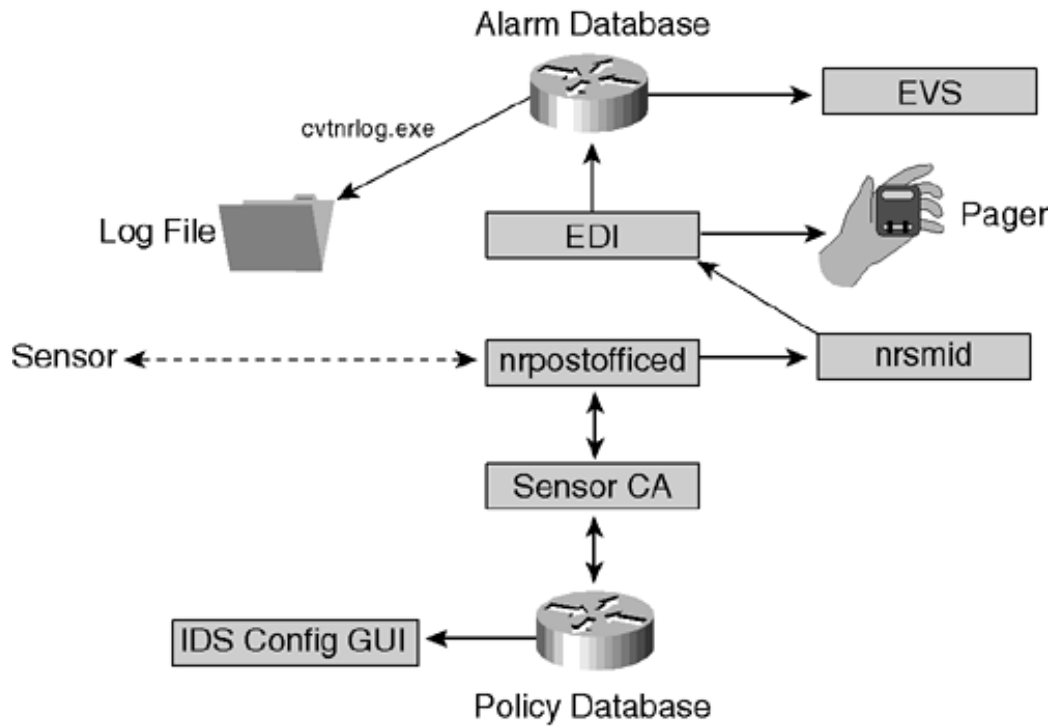 Alarm Database
EVS
cvtnrlog.exe
Log File
EDI
Pager
Sensor
nrpostofficed
nrsmid
Sensor CA
IDS Config GUI
Policy Database